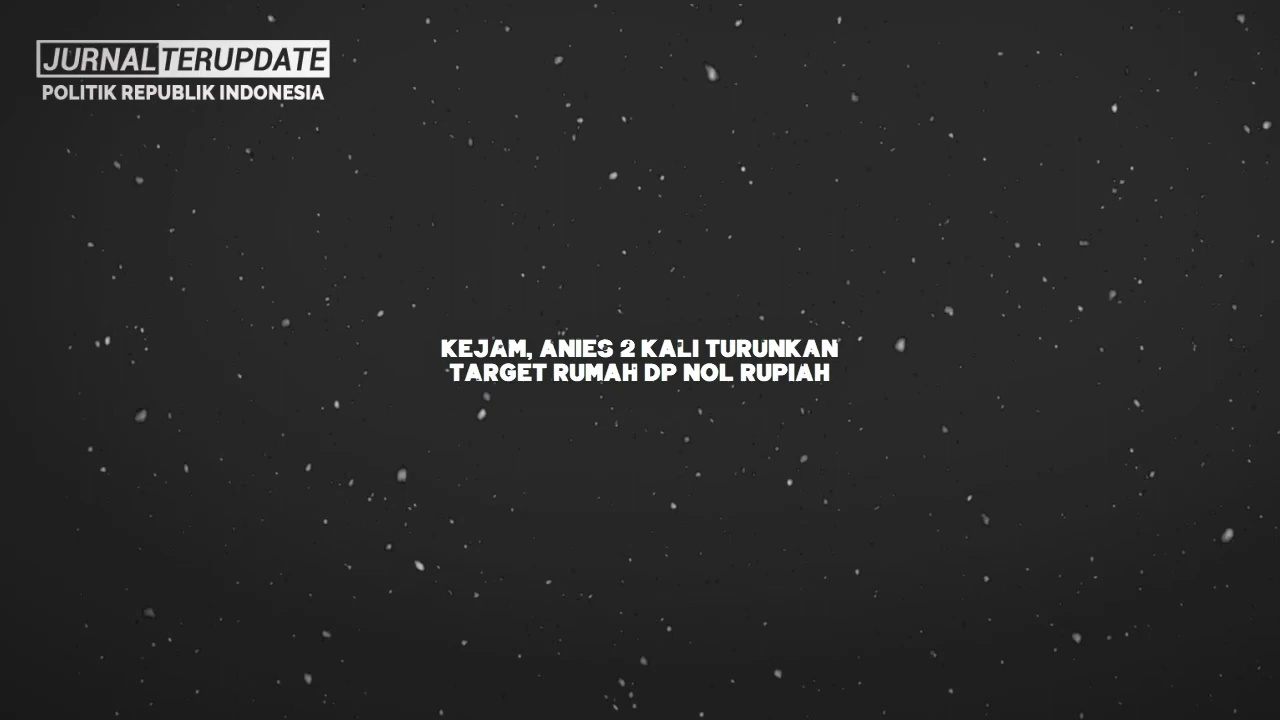 JURNALTERUPDATE
POLITIK REPUBLIK INDONESIA
KEJAM, ANIES 2 KALI TURUNKAN
TARGET RUMAH DP NOL RUPIAH